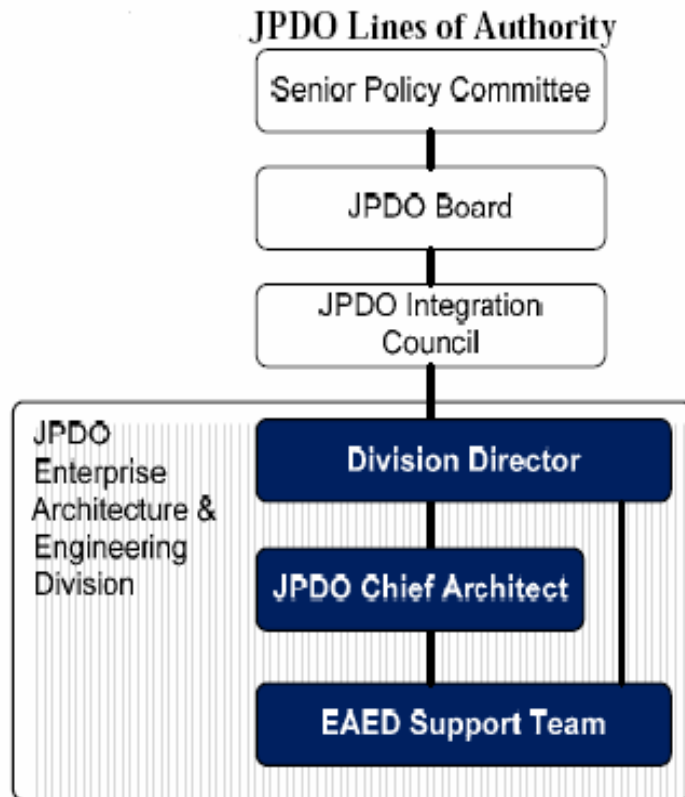 JPDO Lines of Authority
Senior Policy Committee
JPDO Board
JPDO Integration
Council
JPDO
Enterprise
Architecture &
Engineering
Division
Division Director
JPDO Chief Architect
EAED Support Team